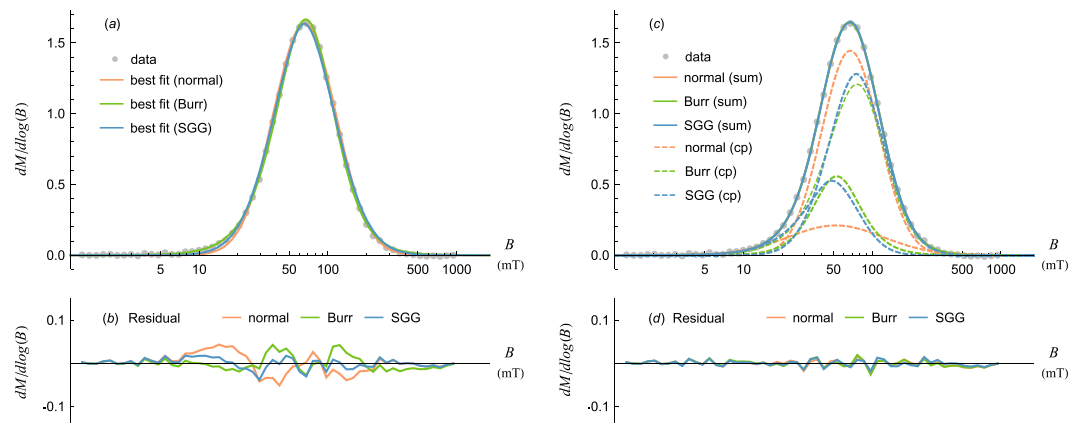 (a)
dM/dlog(B)
1.5
1.0
0.5
0.0
data
best fit (normal)
best fit (Burr)
best fit (SGG)
5 10 50 100 500 1000
B
(mT)
(c)
dM/dlog(B)
1.5
1.0
0.5
0.0
data
normal (sum)
Burr (sum)
SGG (sum)
normal (cp)
Burr (cp)
SGG (cp)
5 10 50 100 500 1000
B
(mT)
(b) Residual normal Burr SGG
dM/dlog(B)
0.1
-0.1
B
(mT)
(d) Residual normal Burr SGG
dM/dlog(B)
0.1
-0.1
B
(mT)